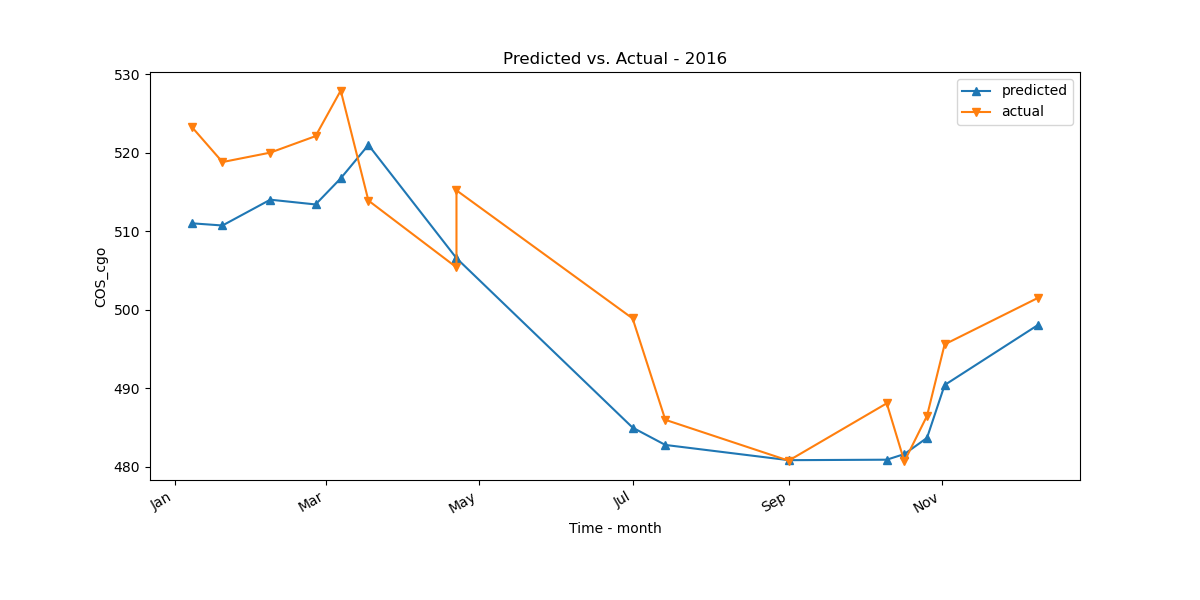 Predicted vs. Actual - 2016
530
520
510
500
490
480
COS_cgo
predicted
actual
Jan
Mar
May
Jul
Sep
Nov
Time - month